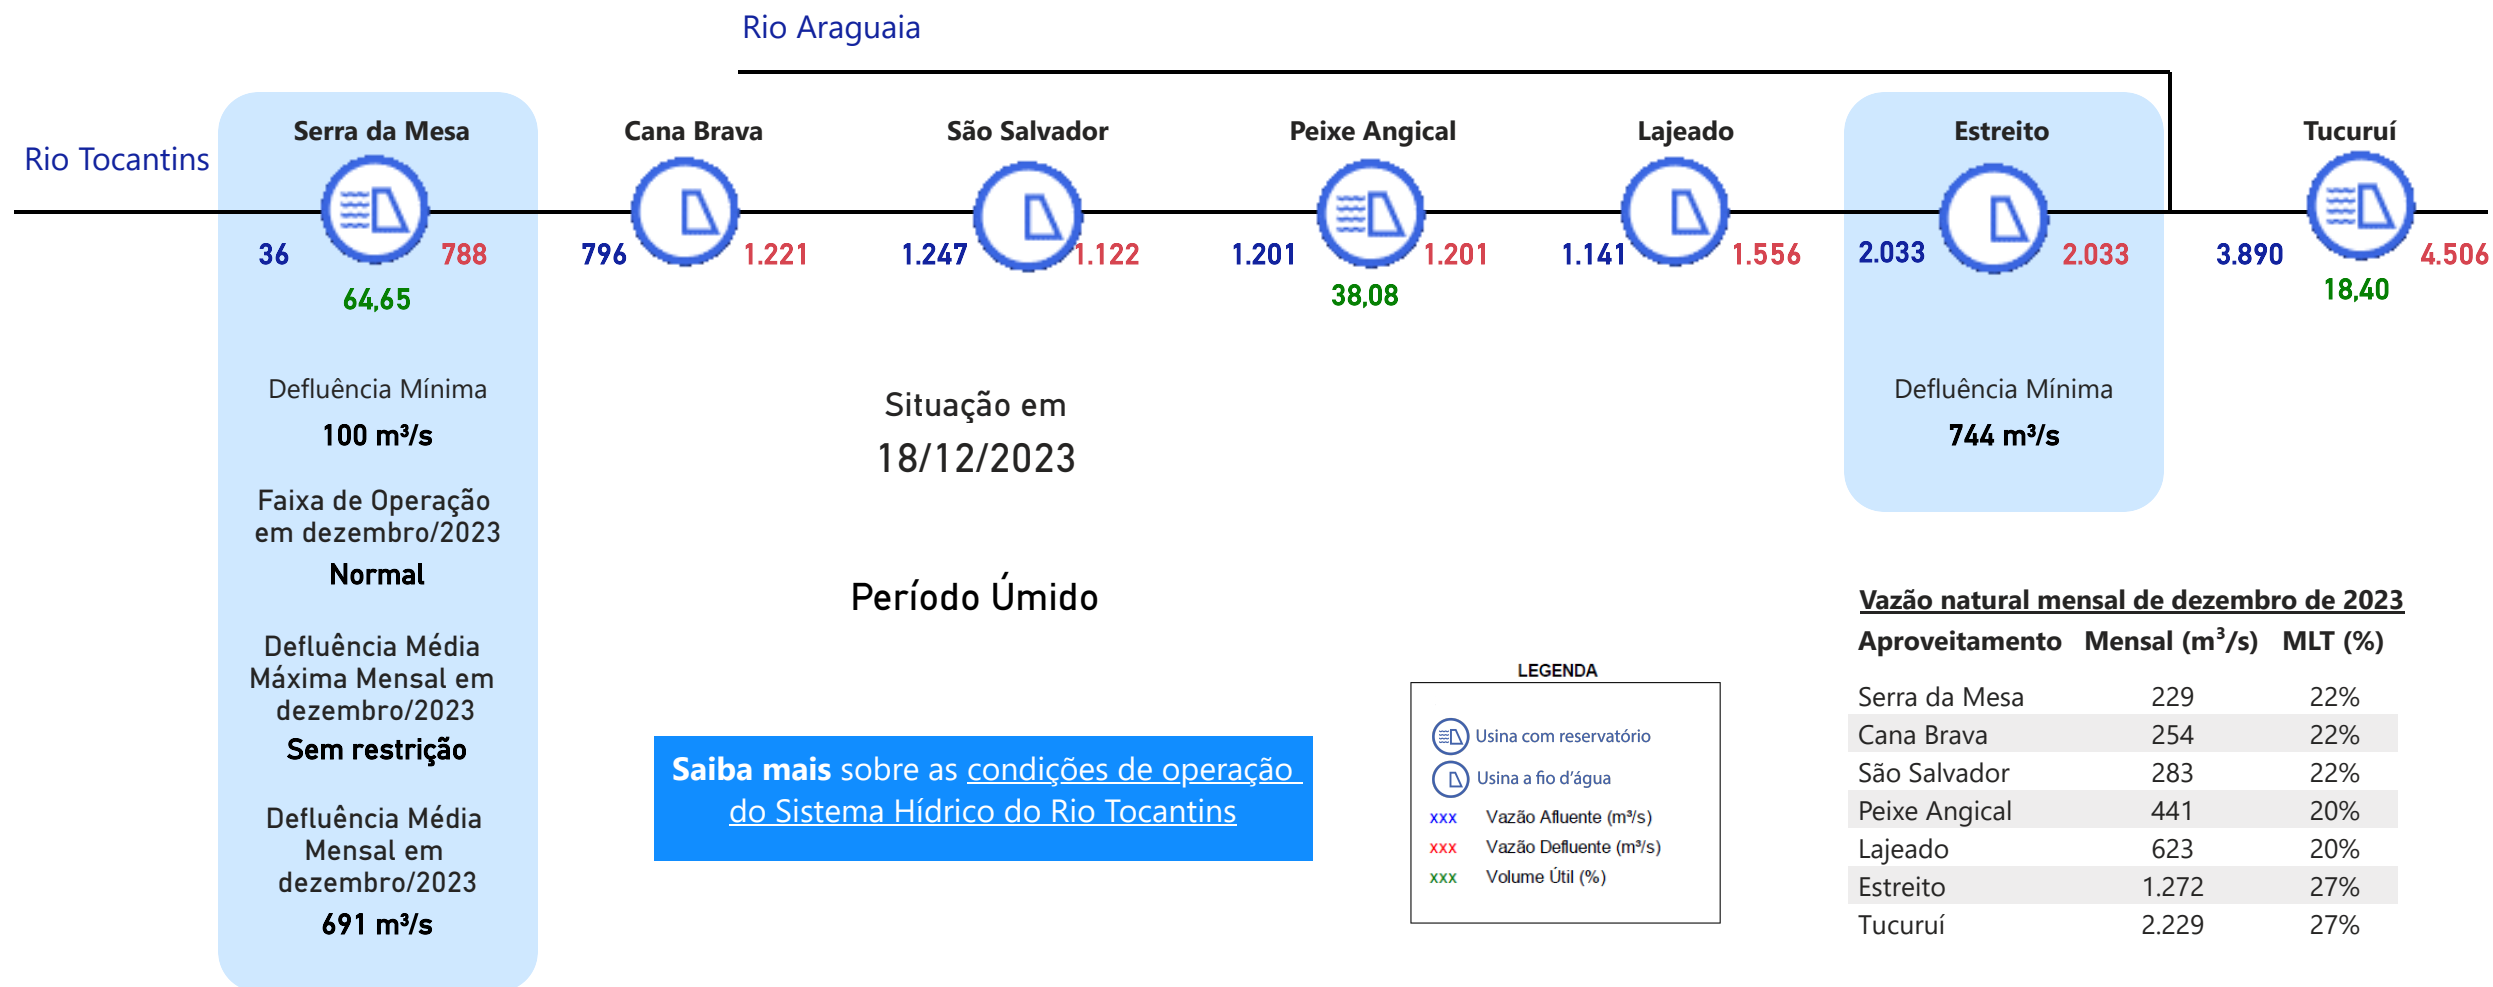 Rio Araguaia
Rio Tocantins
Serra da Mesa
Cana Brava
São Salvador
Peixe Angical
Lajeado
Estreito
Tucuruí
36
788
796
1.221
1.247
1.122
1.201
1.201
1.141
1.556
2.033
2.033
3.890
4.506
64,65
38,08
18,40
Defluência Mínima
100 m³/s
Faixa de Operação
em dezembro/2023
Normal
Defluência Média
Máxima Mensal em
dezembro/2023
Sem restrição
Defluência Média
Mensal em
dezembro/2023
691 m³/s
Situação em
18/12/2023
Período Úmido
Saiba mais sobre as condições de operação
do Sistema Hídrico do Rio Tocantins
Defluência Mínima
744 m³/s
LEGENDA
Usina com reservatório
Usina a fio d'água
xxx Vazão Afluente (m³/s)
xxx Vazão Defluente (m³/s)
xxx Volume Útil (%)
Vazão natural mensal de dezembro de 2023
Aproveitamento Mensal (m³/s) MLT (%)
Serra da Mesa 229 22%
Cana Brava 254 22%
São Salvador 283 22%
Peixe Angical 441 20%
Lajeado 623 20%
Estreito 1.272 27%
Tucuruí 2.229 27%